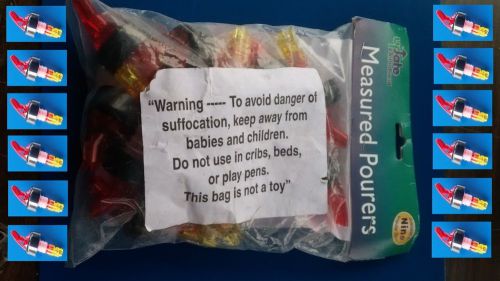 "Warning ----- To avoid danger of
suffocation, keep away from
babies and children.
Do not use in cribs, beds,
or play pens.
This bag is not a toy"
Measured Pourers